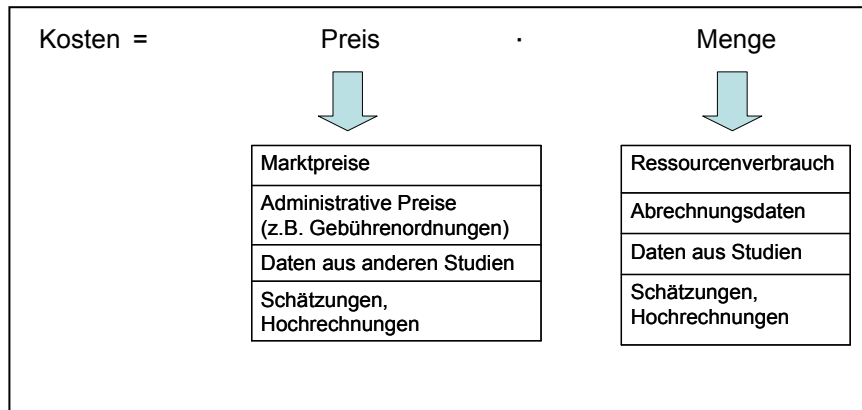 Kosten = Preis · Menge
Marktpreise
Administrative Preise
(z.B. Gebührenordnungen)
Daten aus anderen Studien
Schätzungen,
Hochrechnungen
Ressourcenverbrauch
Abrechnungsdaten
Daten aus Studien
Schätzungen,
Hochrechnungen